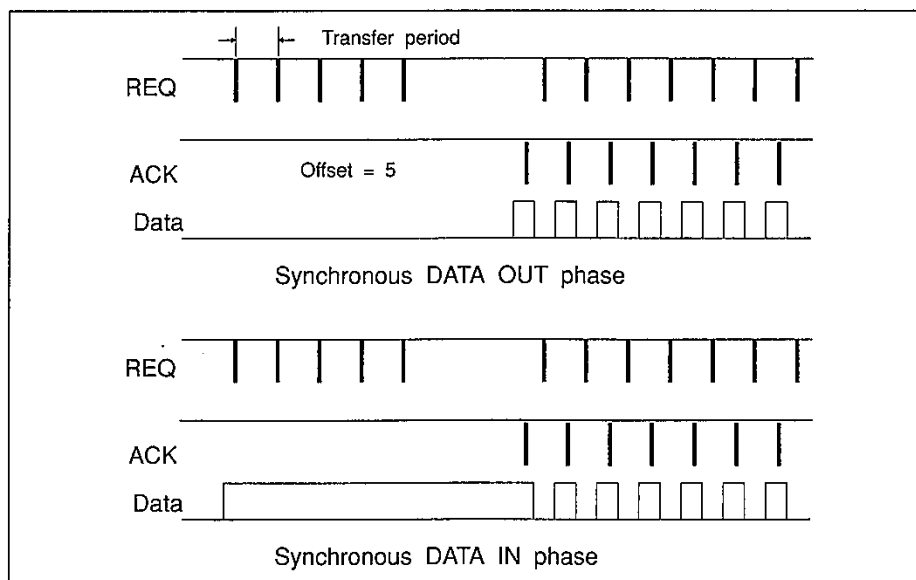 Transfer period
REQ
ACK
Offset = 5
Data
Synchronous DATA OUT phase
REQ
ACK
Data
Synchronous DATA IN phase